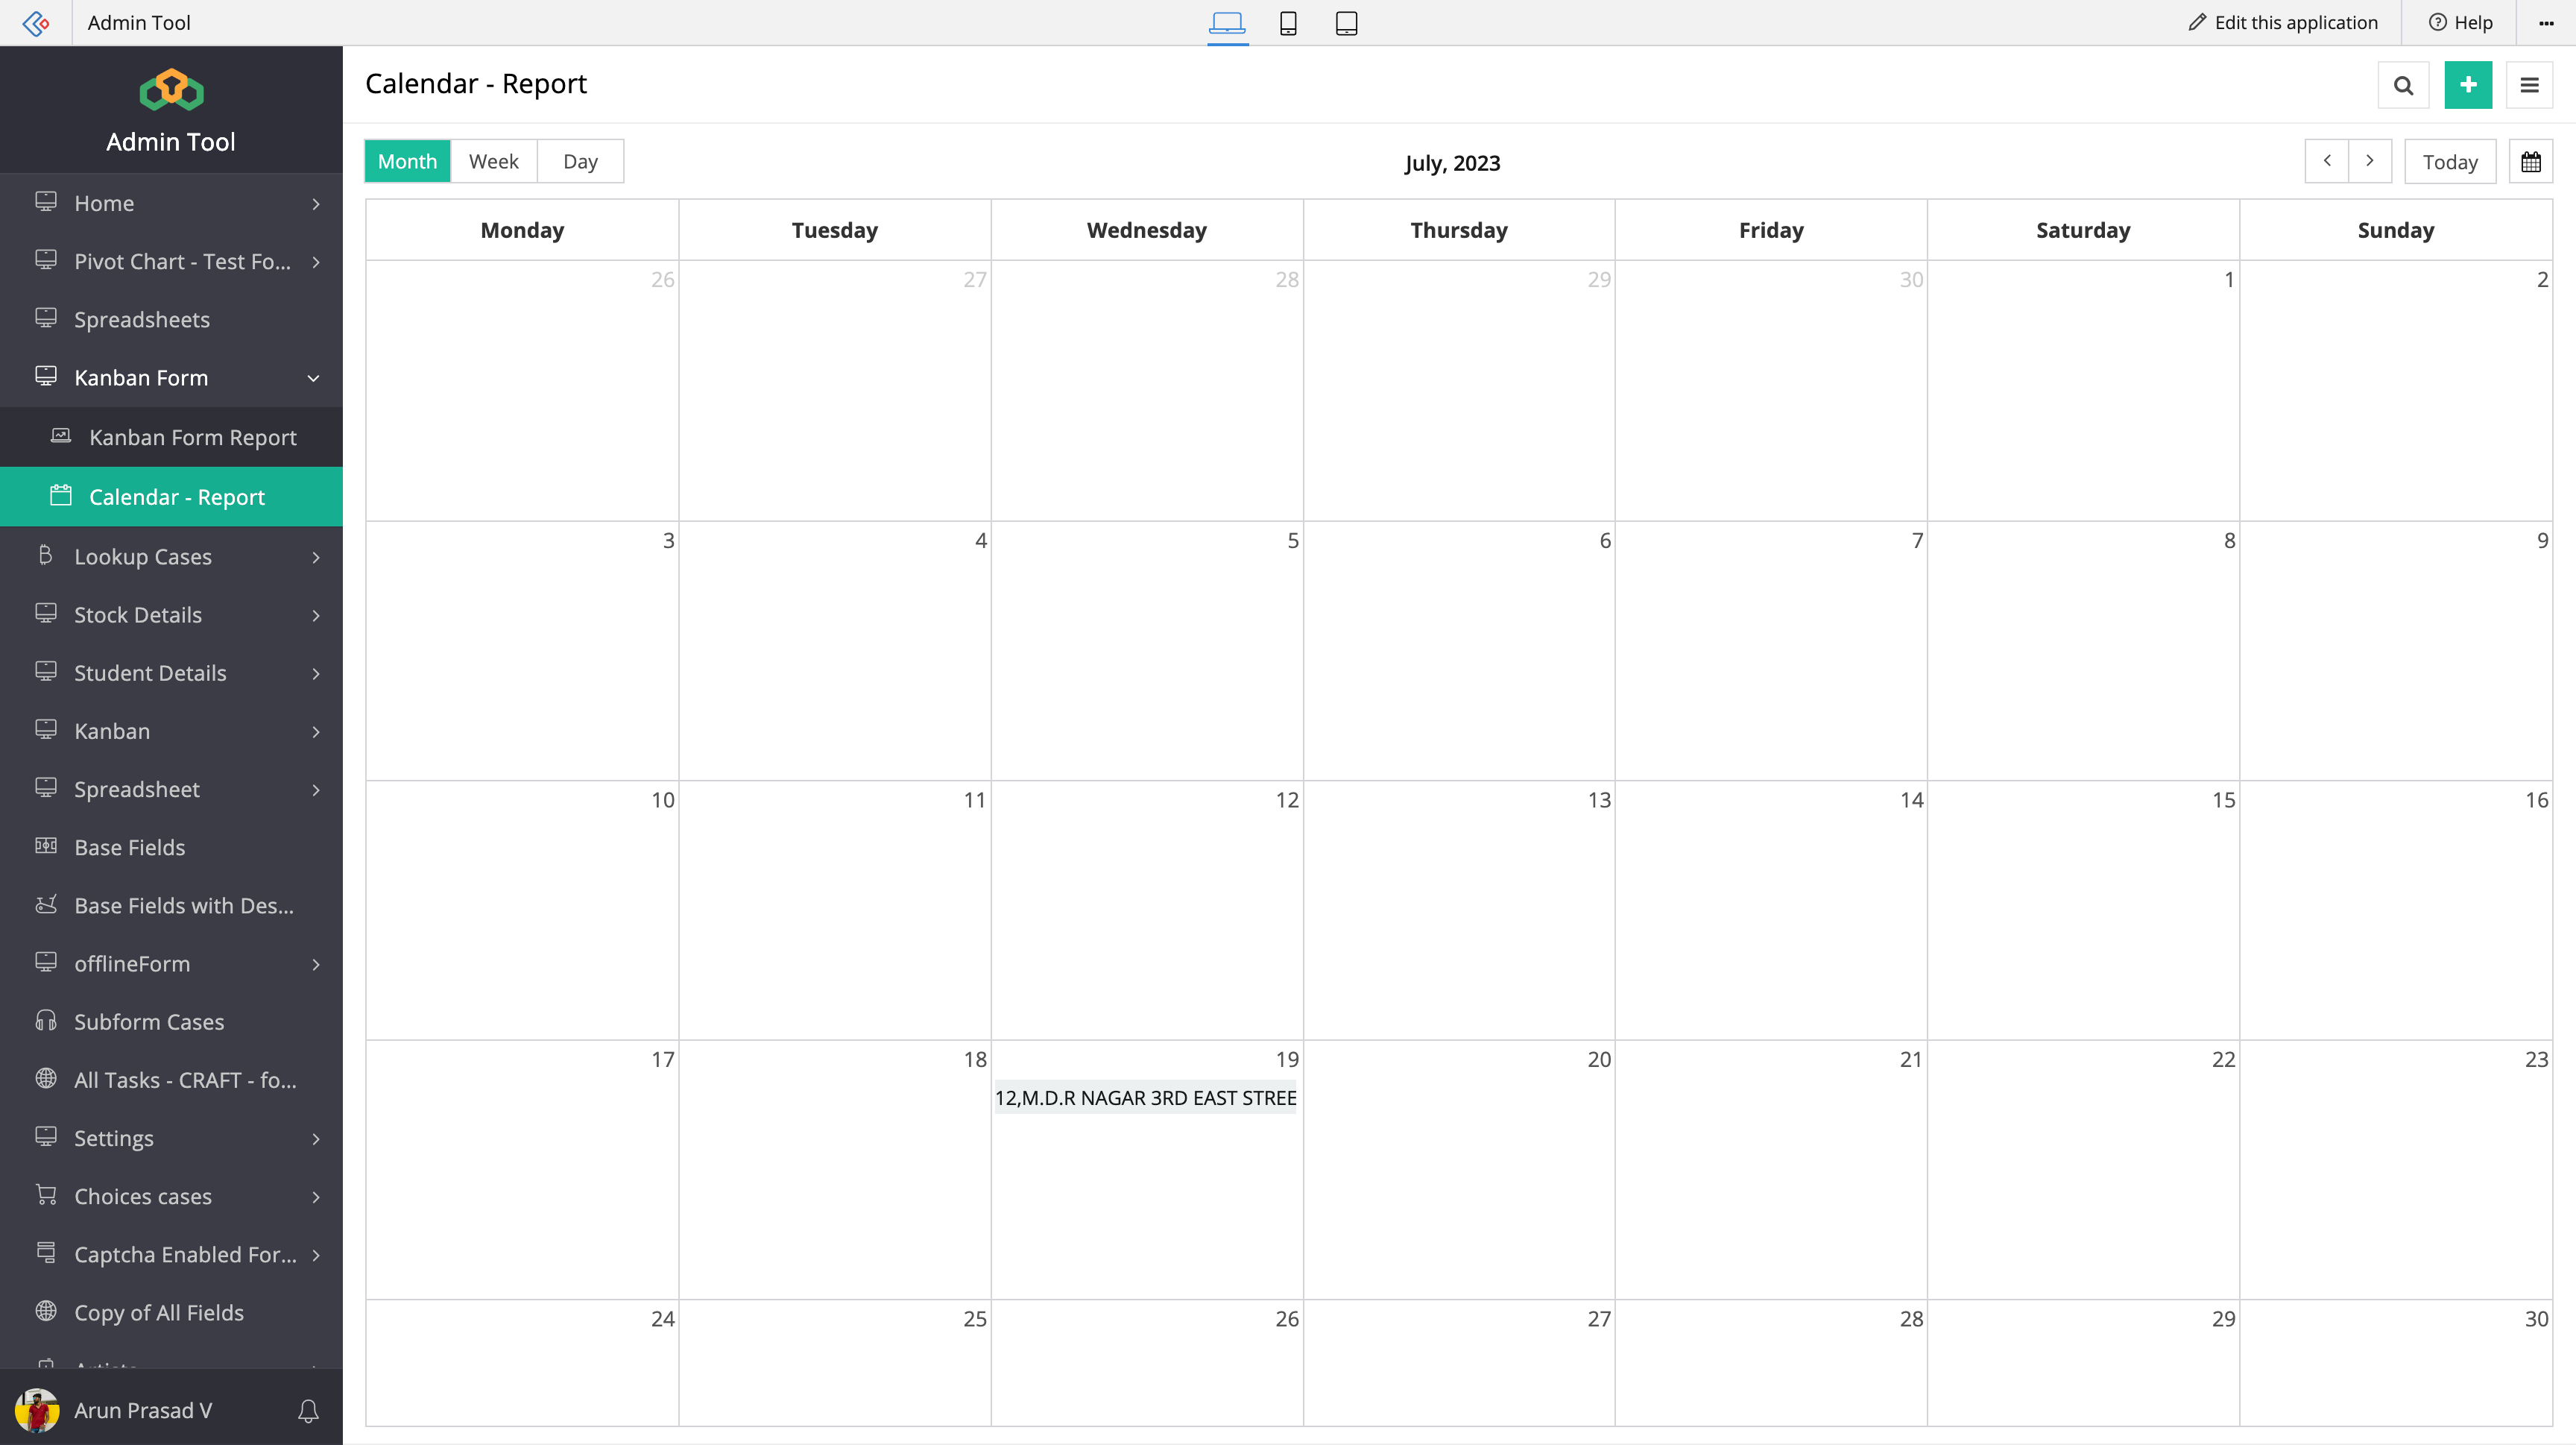 Admin Tool
Edit this application
Help
Admin Tool
Home
Pivot Chart - Test Fo...
Spreadsheets
Kanban Form
Kanban Form Report
Calendar - Report
Lookup Cases
Stock Details
Student Details
Kanban
Spreadsheet
Base Fields
Base Fields with Des...
offlineForm
Subform Cases
All Tasks - CRAFT - fo...
Settings
Choices cases
Captcha Enabled For...
Copy of All Fields
Arun Prasad V
Calendar - Report
Month Week Day
July, 2023
Today
Monday Tuesday Wednesday Thursday Friday Saturday Sunday
26 27 28 29 30 1 2
3 4 5 6 7 8 9
10 11 12 13 14 15 16
17 18 19 20 21 22 23
12,M.D.R NAGAR 3RD EAST STREE
24 25 26 27 28 29 30